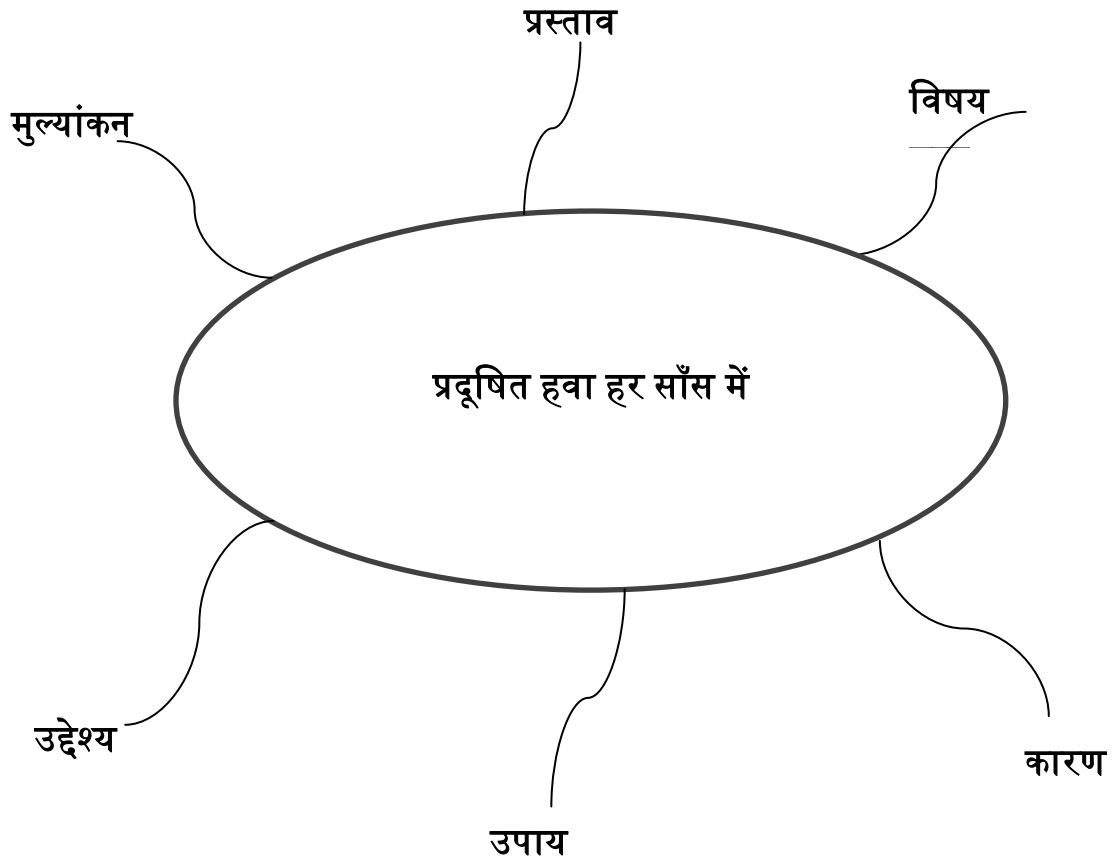 प्रस्ताव
विषय
मुल्यांकन
प्रदूषित हवा हर साँस में
उद्देश्य
कारण
उपाय